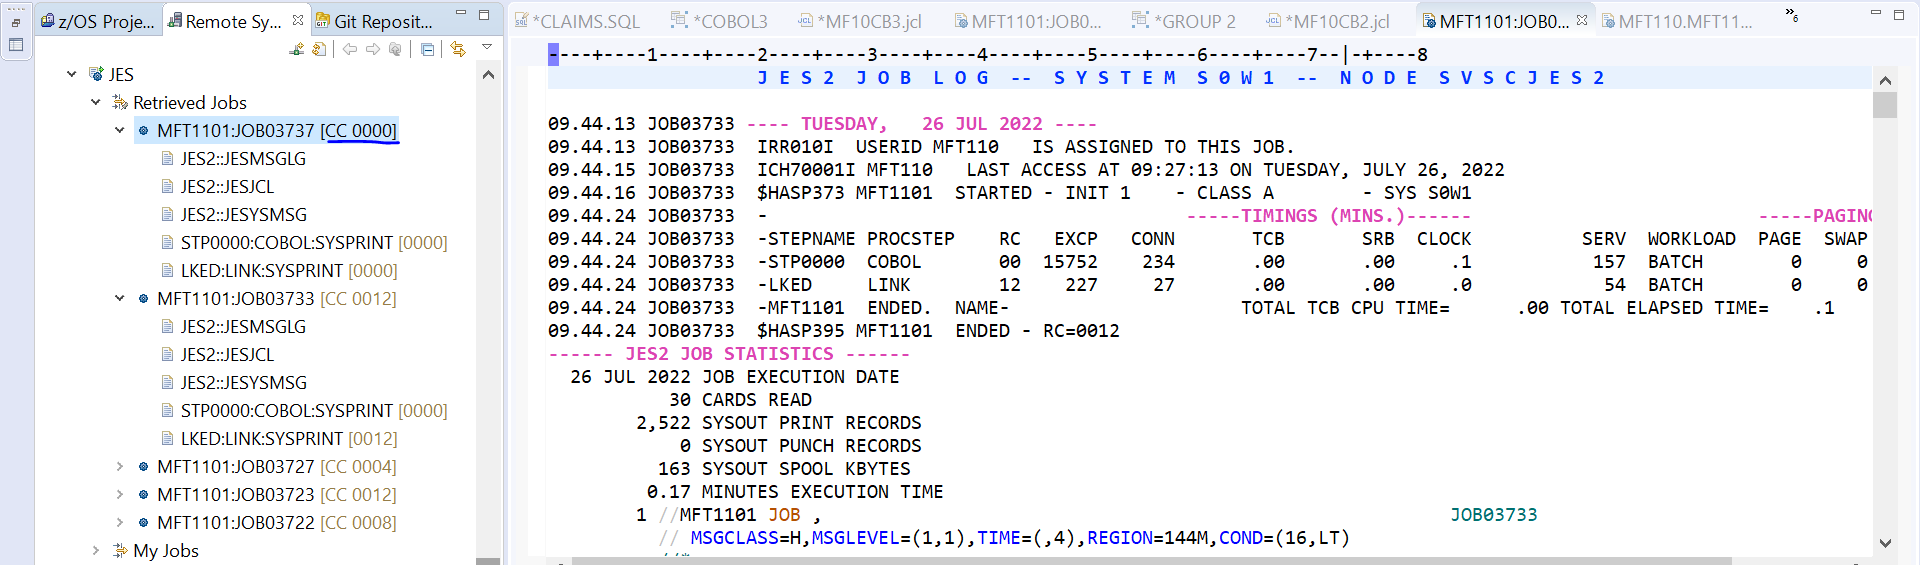 z/OS Proje...
Remote Sy...
Git Reposit...
JES
Retrieved Jobs
MFT1101:JOB03737 [CC 0000]
JES2::JESMSGLG
JES2::JESJCL
JES2::JESYSMSG
STP0000:COBOL:SYSPRINT [0000]
LKED:LINK:SYSPRINT [0000]
MFT1101:JOB03733 [CC 0012]
JES2::JESMSGLG
JES2::JESJCL
JES2::JESYSMSG
STP0000:COBOL:SYSPRINT [0000]
LKED:LINK:SYSPRINT [0012]
MFT1101:JOB03727 [CC 0004]
MFT1101:JOB03723 [CC 0012]
MFT1101:JOB03722 [CC 0008]
My Jobs
*CLAIMS.SQL
*COBOL3
*MF10CB3.jcl
MFT1101:JOB0...
*GROUP 2
*MF10CB2.jcl
MFT1101:JOB0...
MFT110.MFT11...
»6
----+----1----+----2----+----3----+----4----+----5----+----6----+----7--|-+----8
J E S 2  J O B  L O G  --  S Y S T E M  S 0 W 1  --  N O D E  S V S C J E S 2
09.44.13 JOB03733 ---- TUESDAY,   26 JUL 2022 ----
09.44.13 JOB03733  IRR010I  USERID MFT110   IS ASSIGNED TO THIS JOB.
09.44.15 JOB03733  ICH70001I MFT110   LAST ACCESS AT 09:27:13 ON TUESDAY, JULY 26, 2022
09.44.16 JOB03733  $HASP373 MFT1101  STARTED - INIT 1    - CLASS A        - SYS S0W1
09.44.24 JOB03733  -                                      -----TIMINGS (MINS.)------                          -----PAGING
09.44.24 JOB03733  -STEPNAME PROCSTEP    RC   EXCP   CONN       TCB       SRB  CLOCK          SERV  WORKLOAD  PAGE  SWAP
09.44.24 JOB03733  -STP0000  COBOL       00  15752    234       .00       .00     .1           157  BATCH        0     0
09.44.24 JOB03733  -LKED     LINK        12    227     27       .00       .00     .0            54  BATCH        0     0
09.44.24 JOB03733  -MFT1101  ENDED.  NAME-                     TOTAL TCB CPU TIME=      .00 TOTAL ELAPSED TIME=    .1
09.44.24 JOB03733  $HASP395 MFT1101  ENDED - RC=0012
------ JES2 JOB STATISTICS ------
26 JUL 2022 JOB EXECUTION DATE
30 CARDS READ
2,522 SYSOUT PRINT RECORDS
0 SYSOUT PUNCH RECORDS
163 SYSOUT SPOOL KBYTES
0.17 MINUTES EXECUTION TIME
1 //MFT1101 JOB ,                                                         JOB03733
// MSGCLASS=H,MSGLEVEL=(1,1),TIME=(,4),REGION=144M,COND=(16,LT)